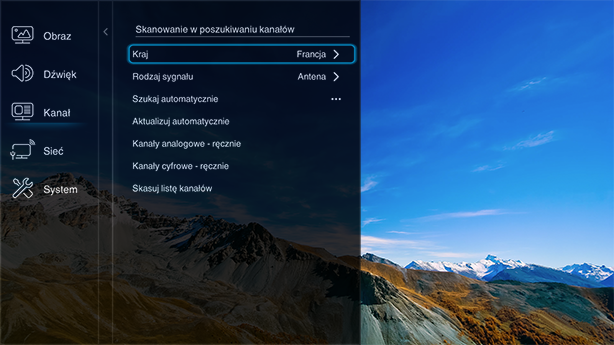 Skanowanie w poszukiwaniu kanałów
Obraz
Dźwięk
Kanał
Sieć
System
Kraj Francja
Rodzaj sygnału Antena
Szukaj automatycznie
Aktualizuj automatycznie
Kanały analogowe - ręcznie
Kanały cyfrowe - ręcznie
Skasuj listę kanałów